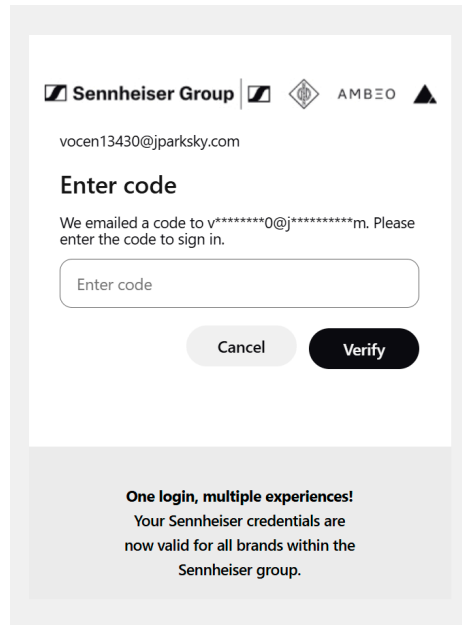 Sennheiser Group AMBEO
vocen13430@jparksky.com
Enter code
We emailed a code to v********0@j**********m. Please
enter the code to sign in.
Enter code
Cancel Verify
One login, multiple experiences!
Your Sennheiser credentials are
now valid for all brands within the
Sennheiser group.